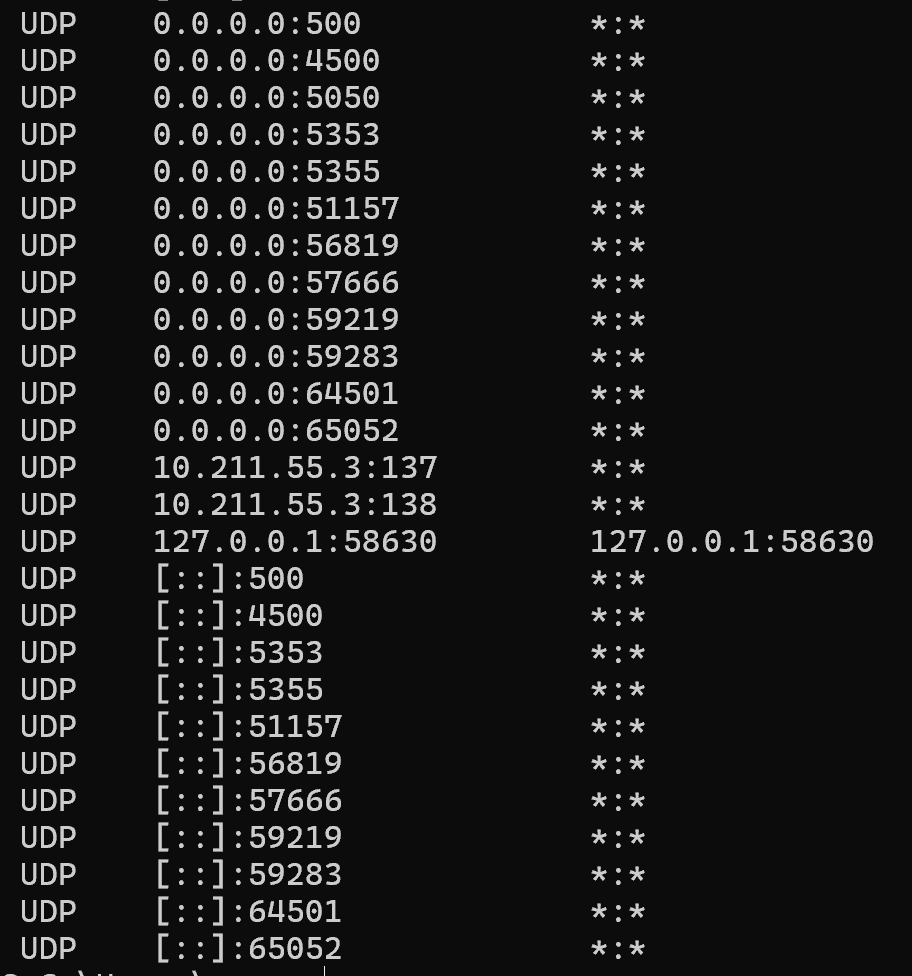 UDP 0.0.0.0:500 *:*
UDP 0.0.0.0:4500 *:*
UDP 0.0.0.0:5050 *:*
UDP 0.0.0.0:5353 *:*
UDP 0.0.0.0:5355 *:*
UDP 0.0.0.0:51157 *:*
UDP 0.0.0.0:56819 *:*
UDP 0.0.0.0:57666 *:*
UDP 0.0.0.0:59219 *:*
UDP 0.0.0.0:59283 *:*
UDP 0.0.0.0:64501 *:*
UDP 0.0.0.0:65052 *:*
UDP 10.211.55.3:137 *:*
UDP 10.211.55.3:138 *:*
UDP 127.0.0.1:58630 127.0.0.1:58630
UDP [::]:500 *:*
UDP [::]:4500 *:*
UDP [::]:5353 *:*
UDP [::]:5355 *:*
UDP [::]:51157 *:*
UDP [::]:56819 *:*
UDP [::]:57666 *:*
UDP [::]:59219 *:*
UDP [::]:59283 *:*
UDP [::]:64501 *:*
UDP [::]:65052 *:*